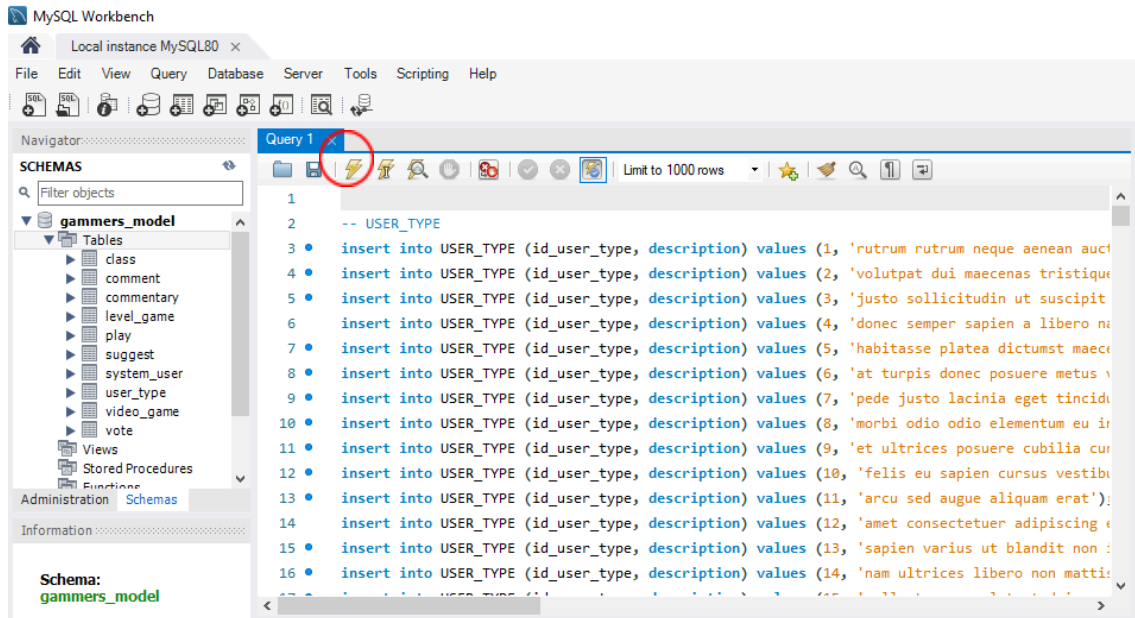 MySQL Workbench
Local instance MySQL80
File Edit View Query Database Server Tools Scripting Help
Navigator
Query 1
SCHEMAS
Limit to 1000 rows
Filter objects
gammers_model
Tables
class
comment
commentary
level_game
play
suggest
system_user
user_type
video_game
vote
Views
Stored Procedures
Functions
Administration Schemas
Information
Schema:
gammers_model
1
2 -- USER_TYPE
3 insert into USER_TYPE (id_user_type, description) values (1, 'rutrum rutrum neque aenean auct
4 insert into USER_TYPE (id_user_type, description) values (2, 'volutpat dui maecenas tristique
5 insert into USER_TYPE (id_user_type, description) values (3, 'justo sollicitudin ut suscipit
6 insert into USER_TYPE (id_user_type, description) values (4, 'donec semper sapien a libero na
7 insert into USER_TYPE (id_user_type, description) values (5, 'habitasse platea dictumst maece
8 insert into USER_TYPE (id_user_type, description) values (6, 'at turpis donec posuere metus
9 insert into USER_TYPE (id_user_type, description) values (7, 'pede justo lacinia eget tincidu
10 insert into USER_TYPE (id_user_type, description) values (8, 'morbi odio odio elementum eu in
11 insert into USER_TYPE (id_user_type, description) values (9, 'et ultrices posuere cubilia cur
12 insert into USER_TYPE (id_user_type, description) values (10, 'felis eu sapien cursus vestibu
13 insert into USER_TYPE (id_user_type, description) values (11, 'arcu sed augue aliquam erat');
14 insert into USER_TYPE (id_user_type, description) values (12, 'amet consectetuer adipiscing e
15 insert into USER_TYPE (id_user_type, description) values (13, 'sapien varius ut blandit non
16 insert into USER_TYPE (id_user_type, description) values (14, 'nam ultrices libero non mattis